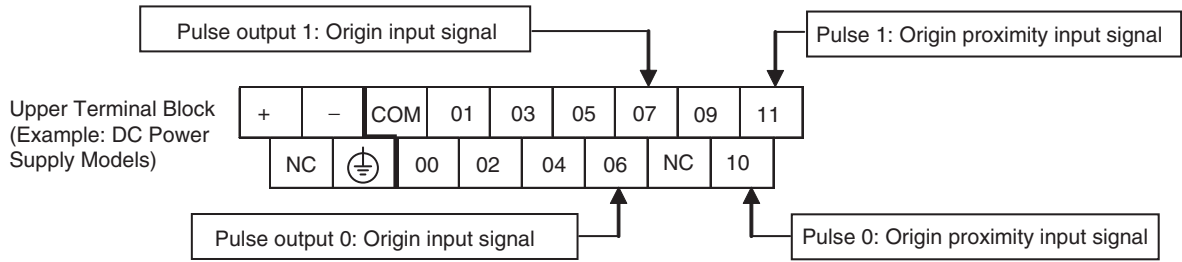 Pulse output 1: Origin input signal
Pulse 1: Origin proximity input signal
Upper Terminal Block
(Example: DC Power
Supply Models)
+ − COM 01 03 05 07 09 11
NC 00 02 04 06 NC 10
Pulse output 0: Origin input signal
Pulse 0: Origin proximity input signal